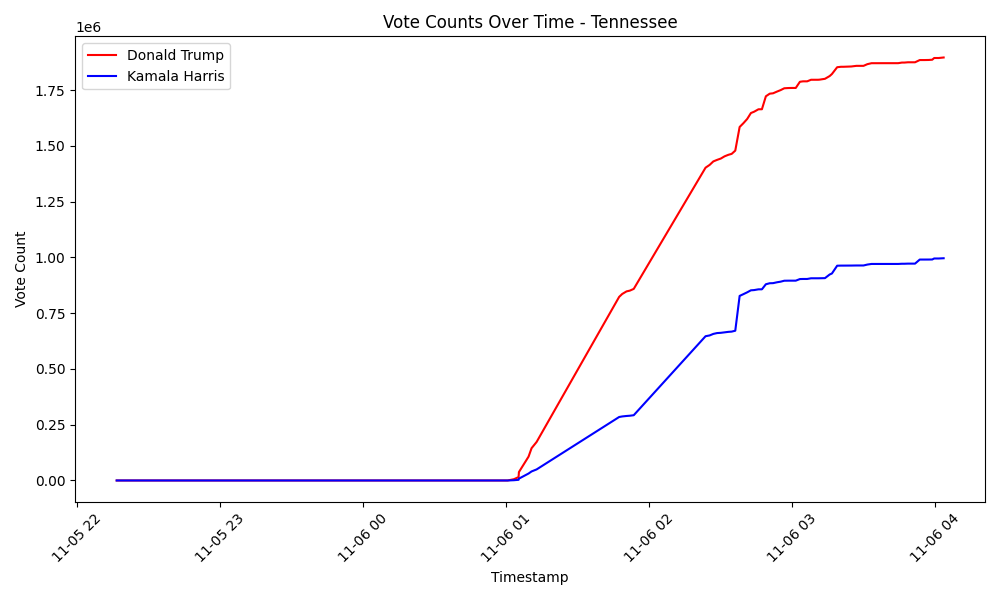 Vote Counts Over Time - Tennessee
1e6
Donald Trump
Kamala Harris
Vote Count
1.75
1.50
1.25
1.00
0.75
0.50
0.25
0.00
11-05 22
11-05 23
11-06 00
11-06 01
11-06 02
11-06 03
11-06 04
Timestamp